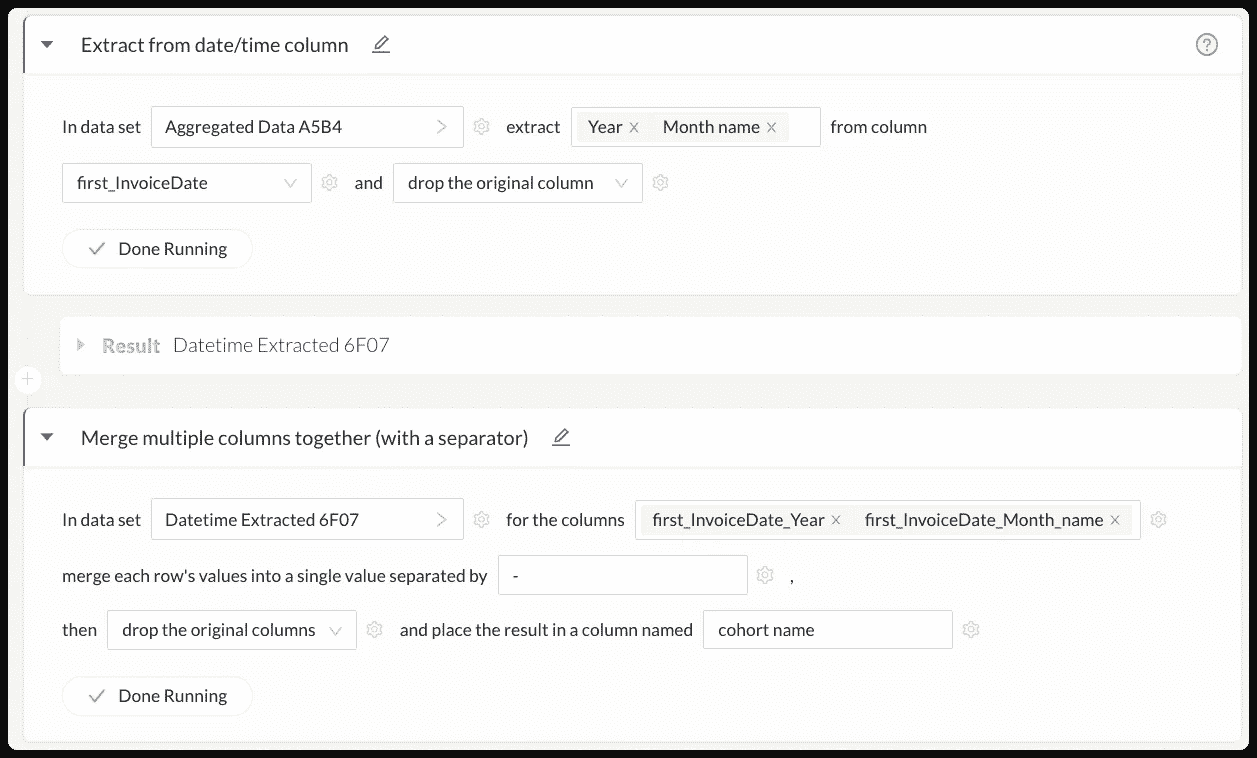 Extract from date/time column
In data set Aggregated Data A5B4 extract Year × Month name × from column
first_InvoiceDate and drop the original column
Done Running
Result Datetime Extracted 6F07
Merge multiple columns together (with a separator)
In data set Datetime Extracted 6F07 for the columns first_InvoiceDate_Year × first_InvoiceDate_Month_name ×
merge each row's values into a single value separated by - ,
then drop the original columns and place the result in a column named cohort name
Done Running